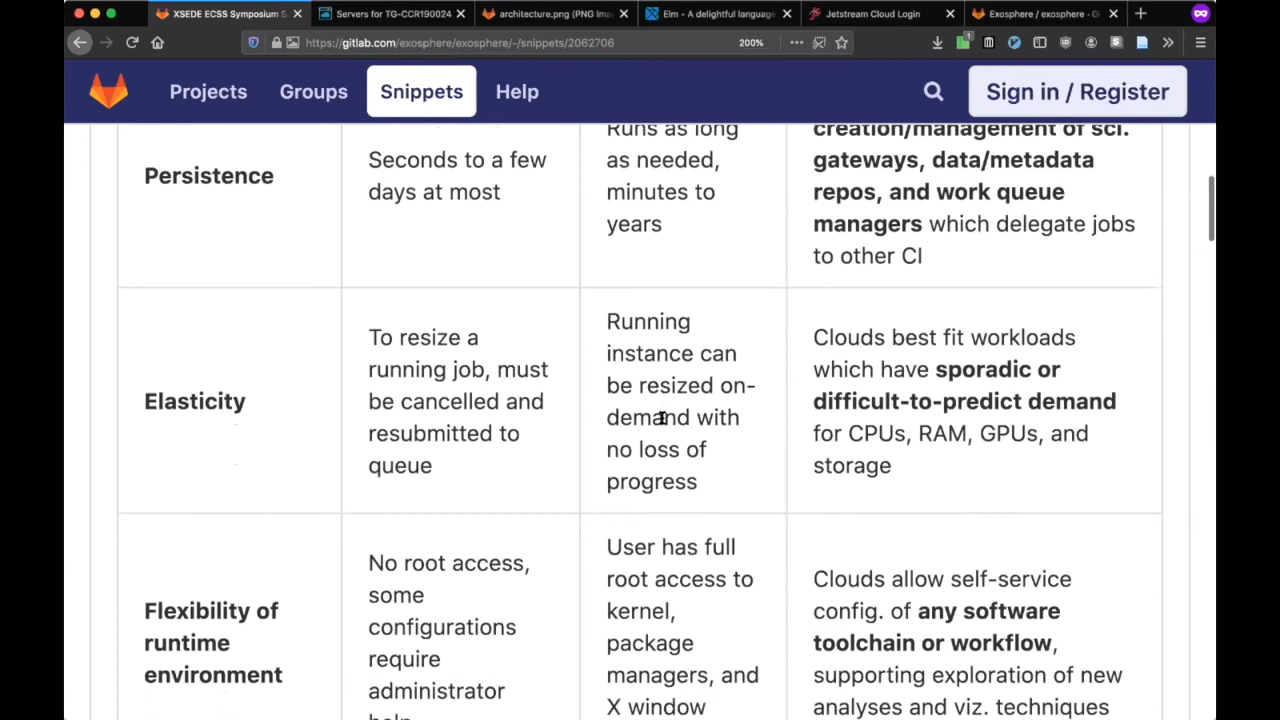 XSEDE ECSS Symposium S
Servers for TG-CCR190024
architecture.png (PNG Ima
Elm - A delightful language
Jetstream Cloud Login
Exosphere / exosphere · G
https://gitlab.com/exosphere/exosphere/-/snippets/2062706
200%
Projects
Groups
Snippets
Help
Sign in / Register
Persistence
Seconds to a few
days at most
Runs as long
as needed,
minutes to
years
creation/management of sci.
gateways, data/metadata
repos, and work queue
managers which delegate jobs
to other CI
Elasticity
To resize a
running job, must
be cancelled and
resubmitted to
queue
Running
instance can
be resized on-
demand with
no loss of
progress
Clouds best fit workloads
which have sporadic or
difficult-to-predict demand
for CPUs, RAM, GPUs, and
storage
Flexibility of
runtime
environment
No root access,
some
configurations
require
administrator
help
User has full
root access to
kernel,
package
managers, and
X window
Clouds allow self-service
config. of any software
toolchain or workflow,
supporting exploration of new
analyses and viz. techniques